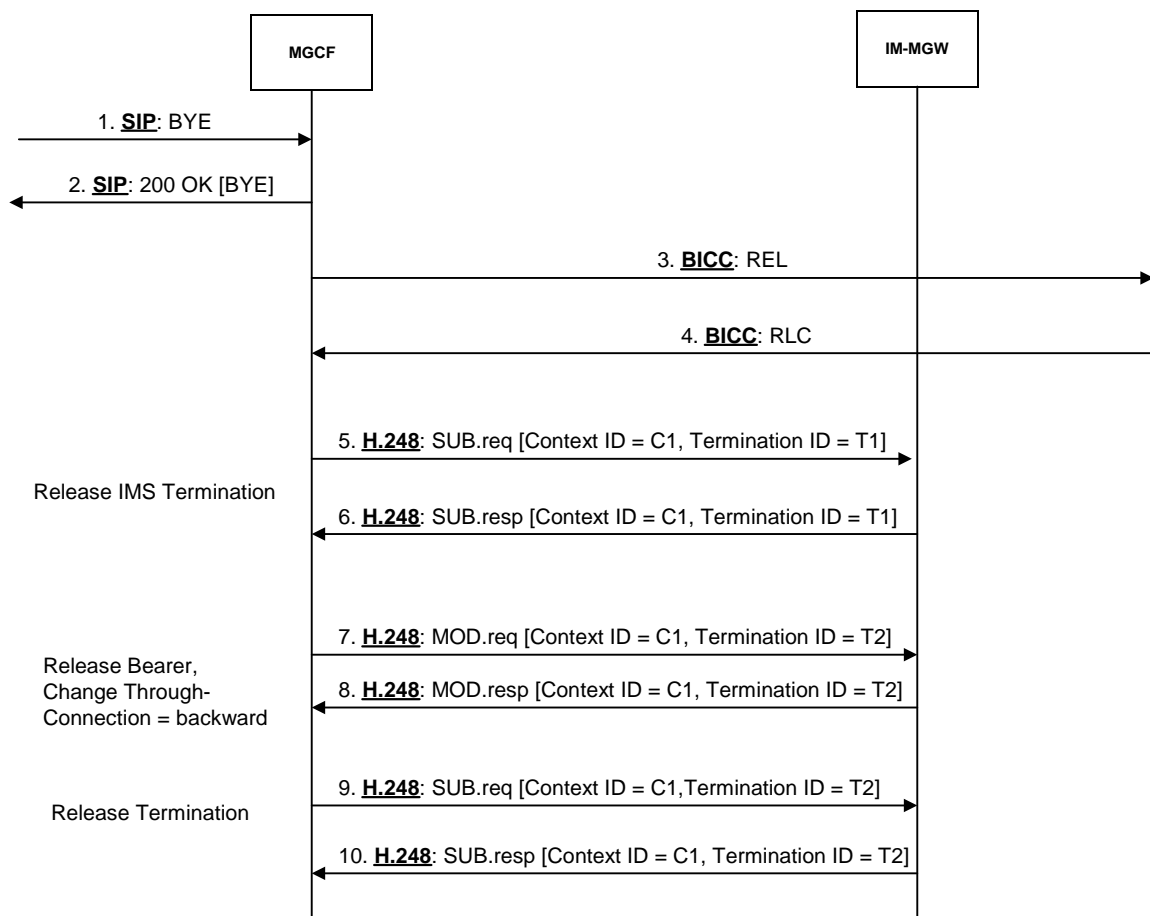 MGCF
IM-MGW
1. SIP: BYE
2. SIP: 200 OK [BYE]
3. BICC: REL
4. BICC: RLC
5. H.248: SUB.req [Context ID = C1, Termination ID = T1]
Release IMS Termination
6. H.248: SUB.resp [Context ID = C1, Termination ID = T1]
7. H.248: MOD.req [Context ID = C1, Termination ID = T2]
Release Bearer,
Change Through-
Connection = backward
8. H.248: MOD.resp [Context ID = C1, Termination ID = T2]
9. H.248: SUB.req [Context ID = C1,Termination ID = T2]
Release Termination
10. H.248: SUB.resp [Context ID = C1, Termination ID = T2]